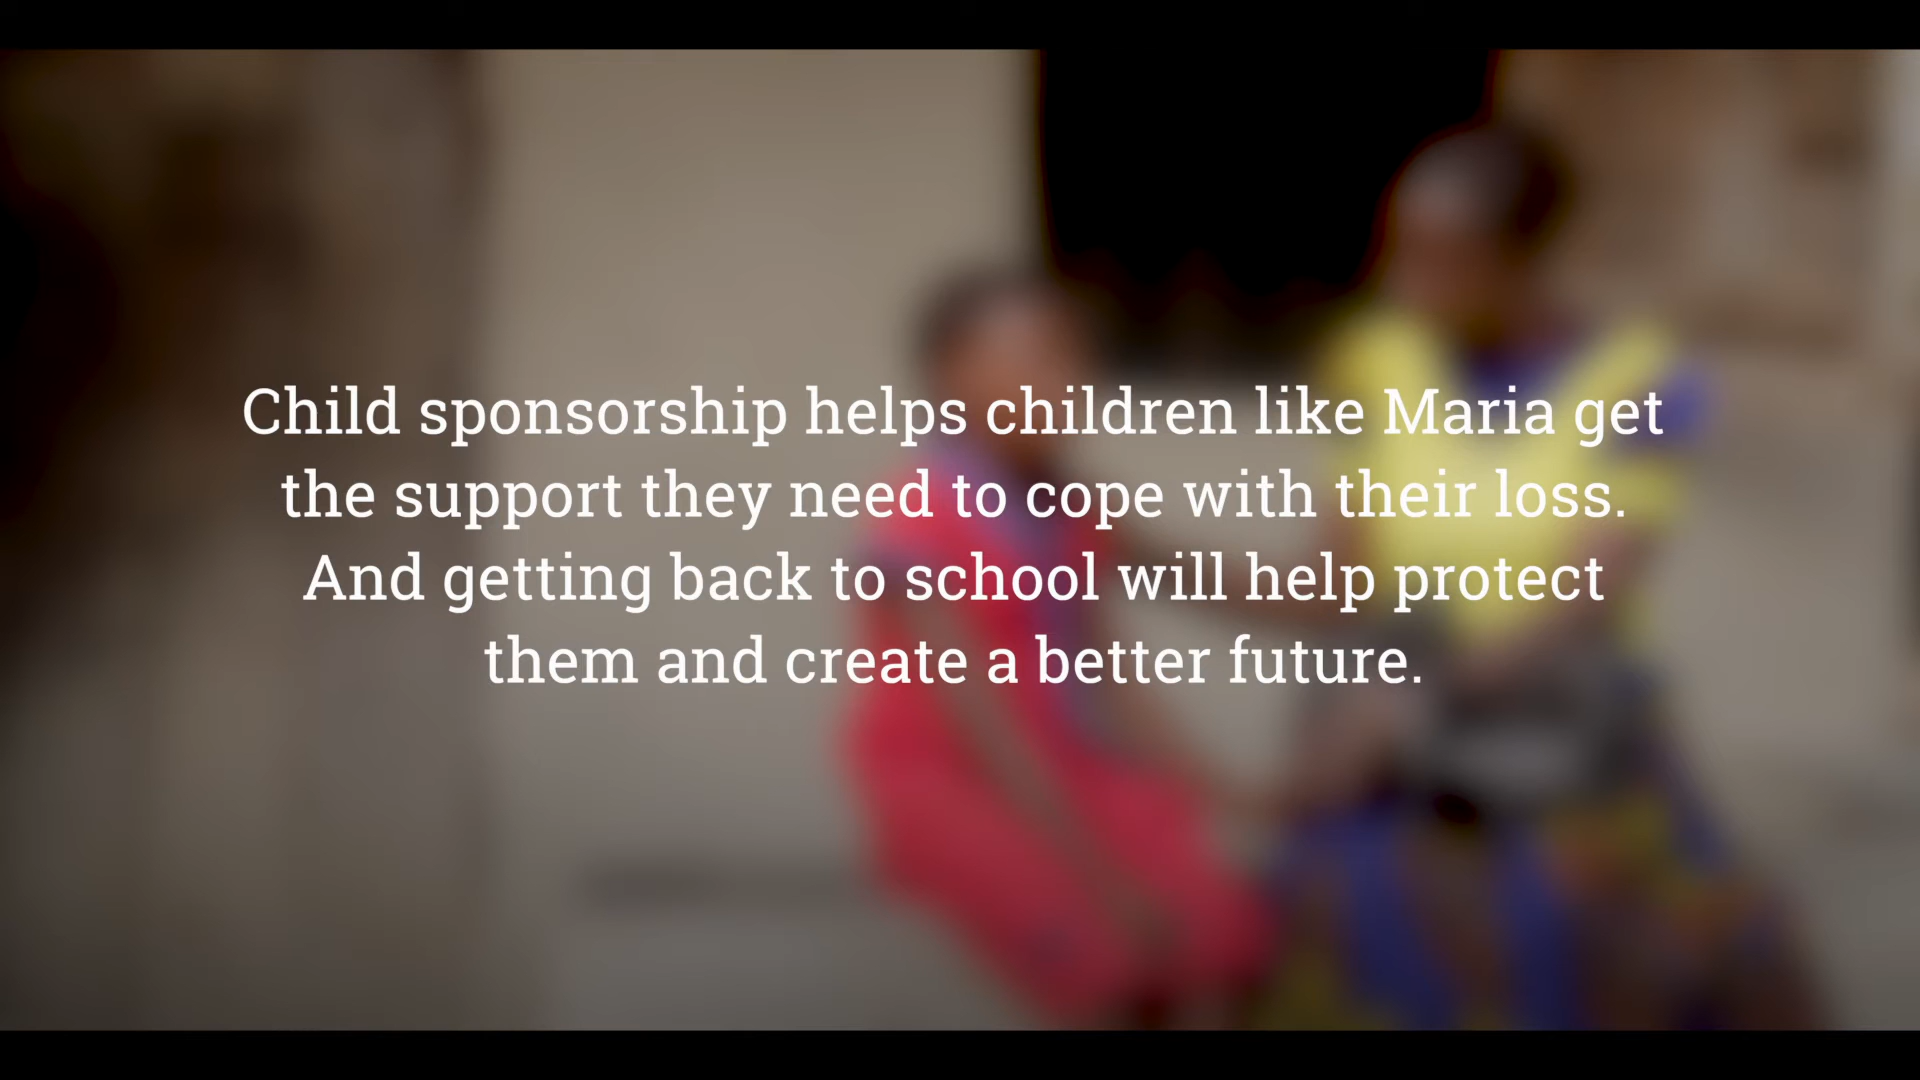 Child sponsorship helps children like Maria get
the support they need to cope with their loss.
And getting back to school will help protect
them and create a better future.